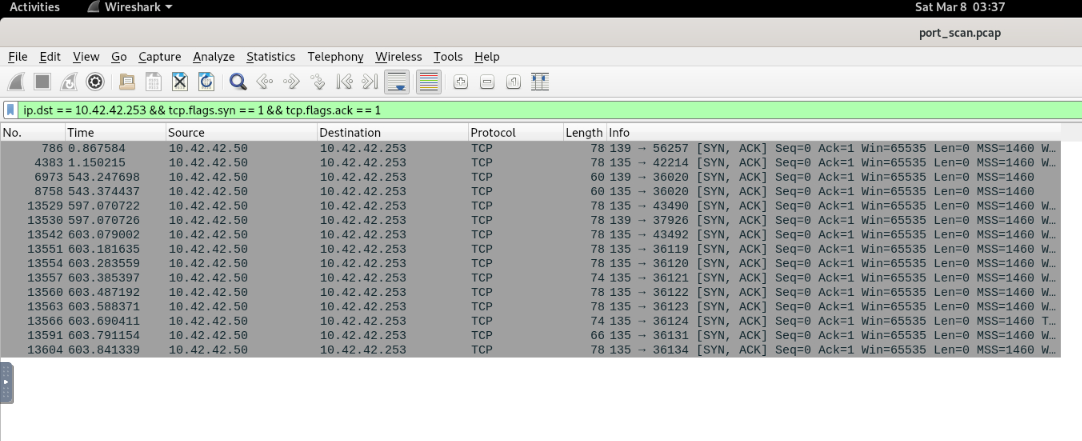 Activities Wireshark Sat Mar 8 03:37
port_scan.pcap
File Edit View Go Capture Analyze Statistics Telephony Wireless Tools Help
ip.dst == 10.42.42.253 && tcp.flags.syn == 1 && tcp.flags.ack == 1
No. Time Source Destination Protocol Length Info
786 0.867584 10.42.42.50 10.42.42.253 TCP 78 139 → 56257 [SYN, ACK] Seq=0 Ack=1 Win=65535 Len=0 MSS=1460 W…
4383 1.150215 10.42.42.50 10.42.42.253 TCP 78 135 → 42214 [SYN, ACK] Seq=0 Ack=1 Win=65535 Len=0 MSS=1460 W…
6973 543.247698 10.42.42.50 10.42.42.253 TCP 60 139 → 36020 [SYN, ACK] Seq=0 Ack=1 Win=65535 Len=0 MSS=1460
8758 543.374437 10.42.42.50 10.42.42.253 TCP 60 135 → 36020 [SYN, ACK] Seq=0 Ack=1 Win=65535 Len=0 MSS=1460
13529 597.070722 10.42.42.50 10.42.42.253 TCP 78 135 → 43490 [SYN, ACK] Seq=0 Ack=1 Win=65535 Len=0 MSS=1460 W…
13530 597.070726 10.42.42.50 10.42.42.253 TCP 78 139 → 37926 [SYN, ACK] Seq=0 Ack=1 Win=65535 Len=0 MSS=1460 W…
13542 603.079002 10.42.42.50 10.42.42.253 TCP 78 135 → 43492 [SYN, ACK] Seq=0 Ack=1 Win=65535 Len=0 MSS=1460 W…
13551 603.181635 10.42.42.50 10.42.42.253 TCP 78 135 → 36119 [SYN, ACK] Seq=0 Ack=1 Win=65535 Len=0 MSS=1460 W…
13554 603.283559 10.42.42.50 10.42.42.253 TCP 78 135 → 36120 [SYN, ACK] Seq=0 Ack=1 Win=65535 Len=0 MSS=1460 W…
13557 603.385397 10.42.42.50 10.42.42.253 TCP 74 135 → 36121 [SYN, ACK] Seq=0 Ack=1 Win=65535 Len=0 MSS=1460 W…
13560 603.487192 10.42.42.50 10.42.42.253 TCP 78 135 → 36122 [SYN, ACK] Seq=0 Ack=1 Win=65535 Len=0 MSS=1460 W…
13563 603.588371 10.42.42.50 10.42.42.253 TCP 78 135 → 36123 [SYN, ACK] Seq=0 Ack=1 Win=65535 Len=0 MSS=1460 W…
13566 603.690411 10.42.42.50 10.42.42.253 TCP 74 135 → 36124 [SYN, ACK] Seq=0 Ack=1 Win=65535 Len=0 MSS=1460 T…
13591 603.791154 10.42.42.50 10.42.42.253 TCP 66 135 → 36131 [SYN, ACK] Seq=0 Ack=1 Win=65535 Len=0 MSS=1460 W…
13604 603.841339 10.42.42.50 10.42.42.253 TCP 78 135 → 36134 [SYN, ACK] Seq=0 Ack=1 Win=65535 Len=0 MSS=1460 W…